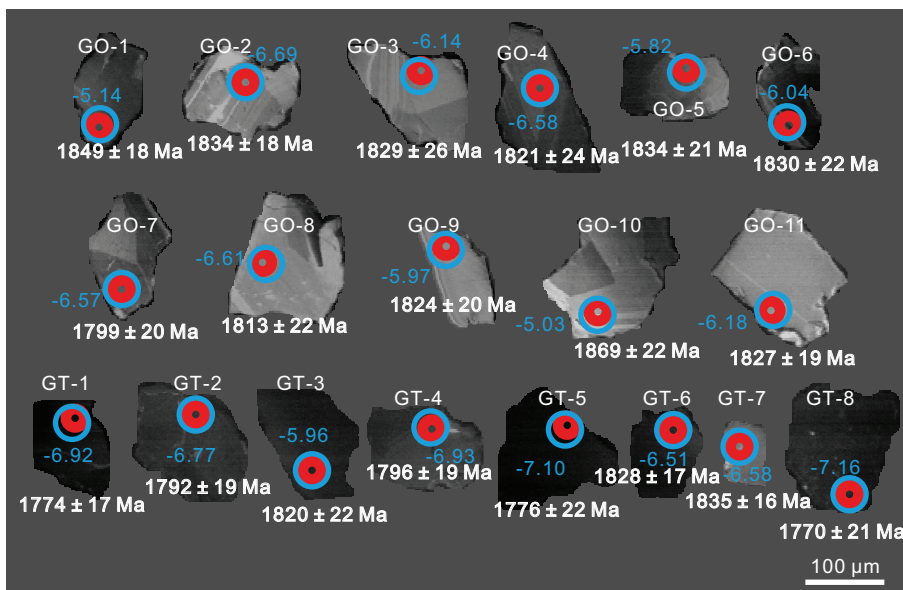 GO-1
-5.14
1849 ± 18 Ma
GO-2
-6.69
1834 ± 18 Ma
GO-3
-6.14
1829 ± 26 Ma
GO-4
-6.58
1821 ± 24 Ma
-5.82
GO-5
1834 ± 21 Ma
GO-6
-6.04
1830 ± 22 Ma
GO-7
-6.57
1799 ± 20 Ma
GO-8
-6.61
1813 ± 22 Ma
GO-9
-5.97
1824 ± 20 Ma
GO-10
-5.03
1869 ± 22 Ma
GO-11
-6.18
1827 ± 19 Ma
GT-1
-6.92
1774 ± 17 Ma
GT-2
-6.77
1792 ± 19 Ma
GT-3
-5.96
1820 ± 22 Ma
GT-4
-6.93
1796 ± 19 Ma
GT-5
-7.10
1776 ± 22 Ma
GT-6
-6.51
1828 ± 17 Ma
GT-7
-6.58
1835 ± 16 Ma
GT-8
-7.16
1770 ± 21 Ma
100 µm